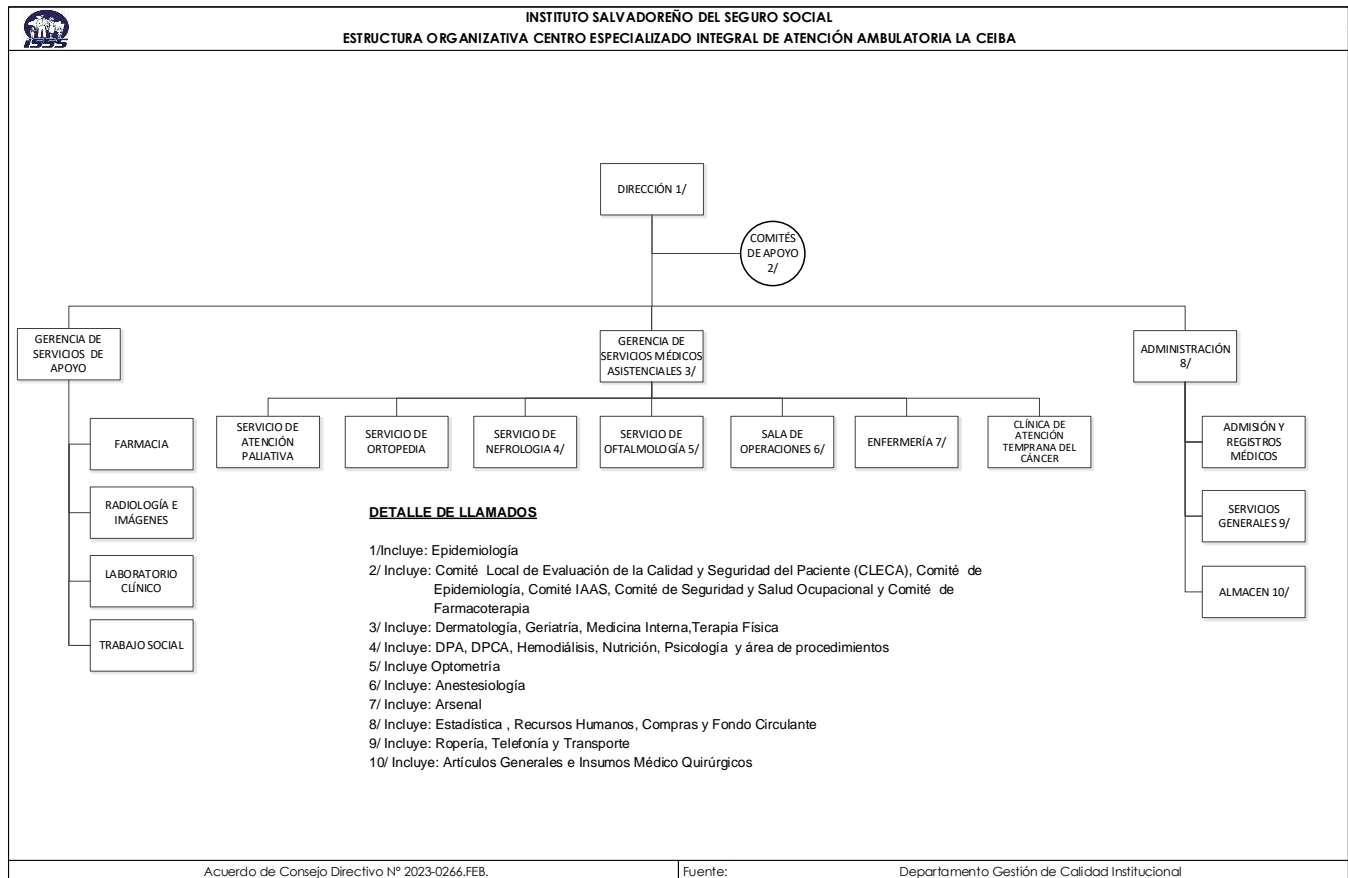 ISSS
INSTITUTO SALVADOREÑO DEL SEGURO SOCIAL
ESTRUCTURA ORGANIZATIVA CENTRO ESPECIALIZADO INTEGRAL DE ATENCIÓN AMBULATORIA LA CEIBA
DIRECCIÓN 1/
COMITÉS
DE APOYO
2/
GERENCIA DE
SERVICIOS DE
APOYO
GERENCIA DE
SERVICIOS MÉDICOS
ASISTENCIALES 3/
ADMINISTRACIÓN
8/
FARMACIA
RADIOLOGÍA E
IMÁGENES
LABORATORIO
CLÍNICO
TRABAJO SOCIAL
SERVICIO DE
ATENCIÓN
PALIATIVA
SERVICIO DE
ORTOPEDIA
SERVICIO DE
NEFROLOGIA 4/
SERVICIO DE
OFTALMOLOGÍA 5/
SALA DE
OPERACIONES 6/
ENFERMERÍA 7/
CLÍNICA DE
ATENCIÓN
TEMPRANA DEL
CÁNCER
ADMISIÓN Y
REGISTROS
MÉDICOS
SERVICIOS
GENERALES 9/
ALMACEN 10/
DETALLE DE LLAMADOS
1/Incluye: Epidemiología
2/ Incluye: Comité Local de Evaluación de la Calidad y Seguridad del Paciente (CLECA), Comité de
Epidemiología, Comité IAAS, Comité de Seguridad y Salud Ocupacional y Comité de
Farmacoterapia
3/ Incluye: Dermatología, Geriatría, Medicina Interna,Terapia Física
4/ Incluye: DPA, DPCA, Hemodiálisis, Nutrición, Psicología y área de procedimientos
5/ Incluye Optometría
6/ Incluye: Anestesiología
7/ Incluye: Arsenal
8/ Incluye: Estadística , Recursos Humanos, Compras y Fondo Circulante
9/ Incluye: Ropería, Telefonía y Transporte
10/ Incluye: Artículos Generales e Insumos Médico Quirúrgicos
Acuerdo de Consejo Directivo N° 2023-0266.FEB.
Fuente:
Departamento Gestión de Calidad Institucional